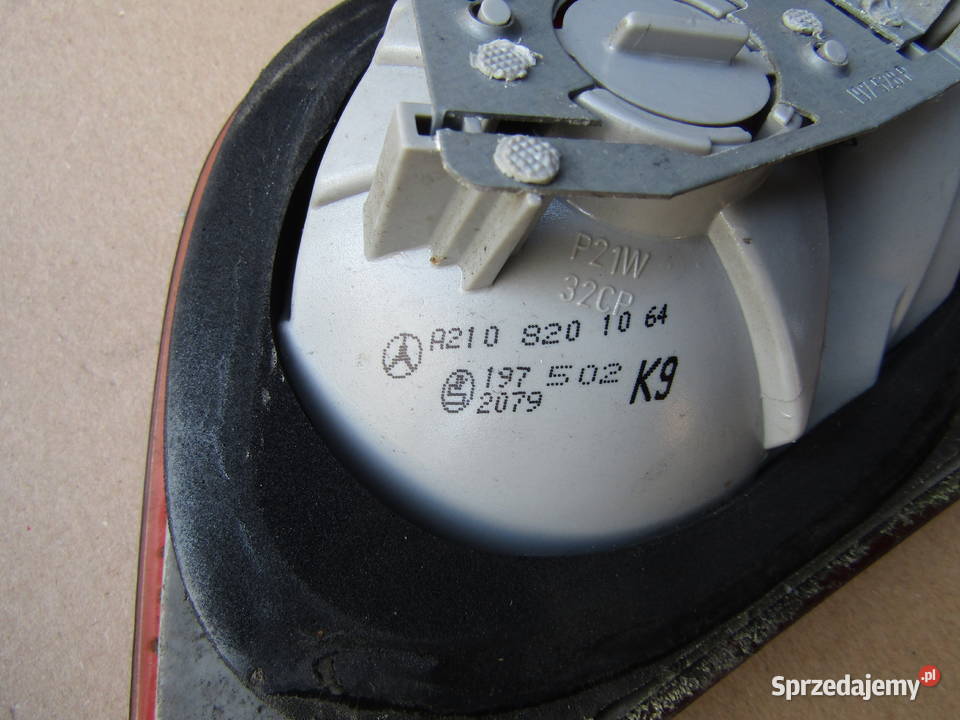 P21W
32CP
A210 820 10 64
197 502 K9
2079
Sprzedajemy.pl